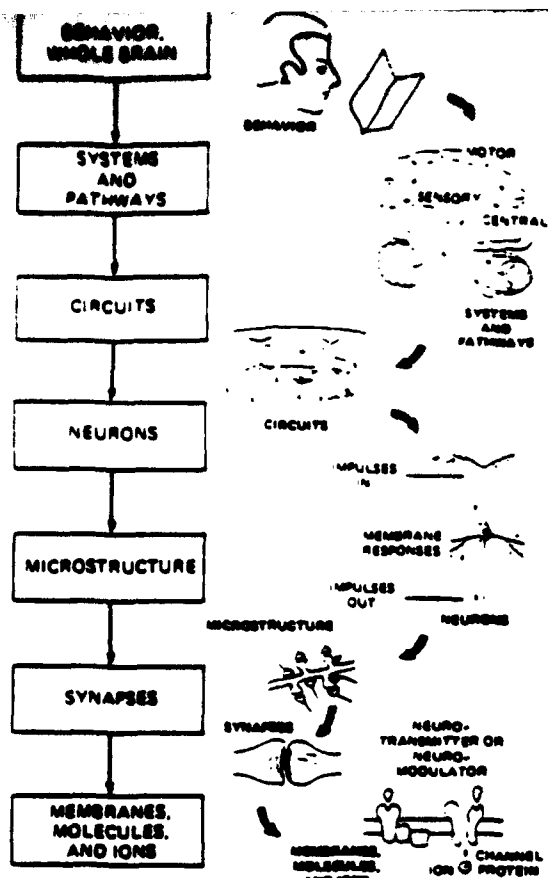 BEHAVIOR,
WHOLE BRAIN
SYSTEMS
AND
PATHWAYS
CIRCUITS
NEURONS
MICROSTRUCTURE
SYNAPSES
MEMBRANES,
MOLECULES,
AND IONS
BEHAVIOR
MOTOR
SENSORY
CENTRAL
SYSTEMS
AND
PATHWAYS
CIRCUITS
IMPULSES
IN
MEMBRANE
RESPONSES
IMPULSES
OUT
NEURONS
MICROSTRUCTURE
SYNAPSES
NEURO-
TRANSMITTER OR
NEURO-
MODULATOR
MEMBRANES,
MOLECULES,
AND IONS
ION
CHANNEL
PROTEIN